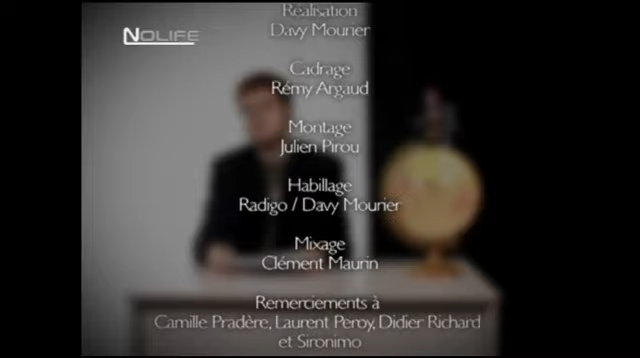 Réalisation
NOLIFE
Davy Mourier
Cadrage
Rémy Argaud
Montage
Julien Pirou
Habillage
Radigo / Davy Mourier
Mixage
Clément Maurin
Remerciements à
Camille Pradère, Laurent Peroy, Didier Richard
et Sironimo